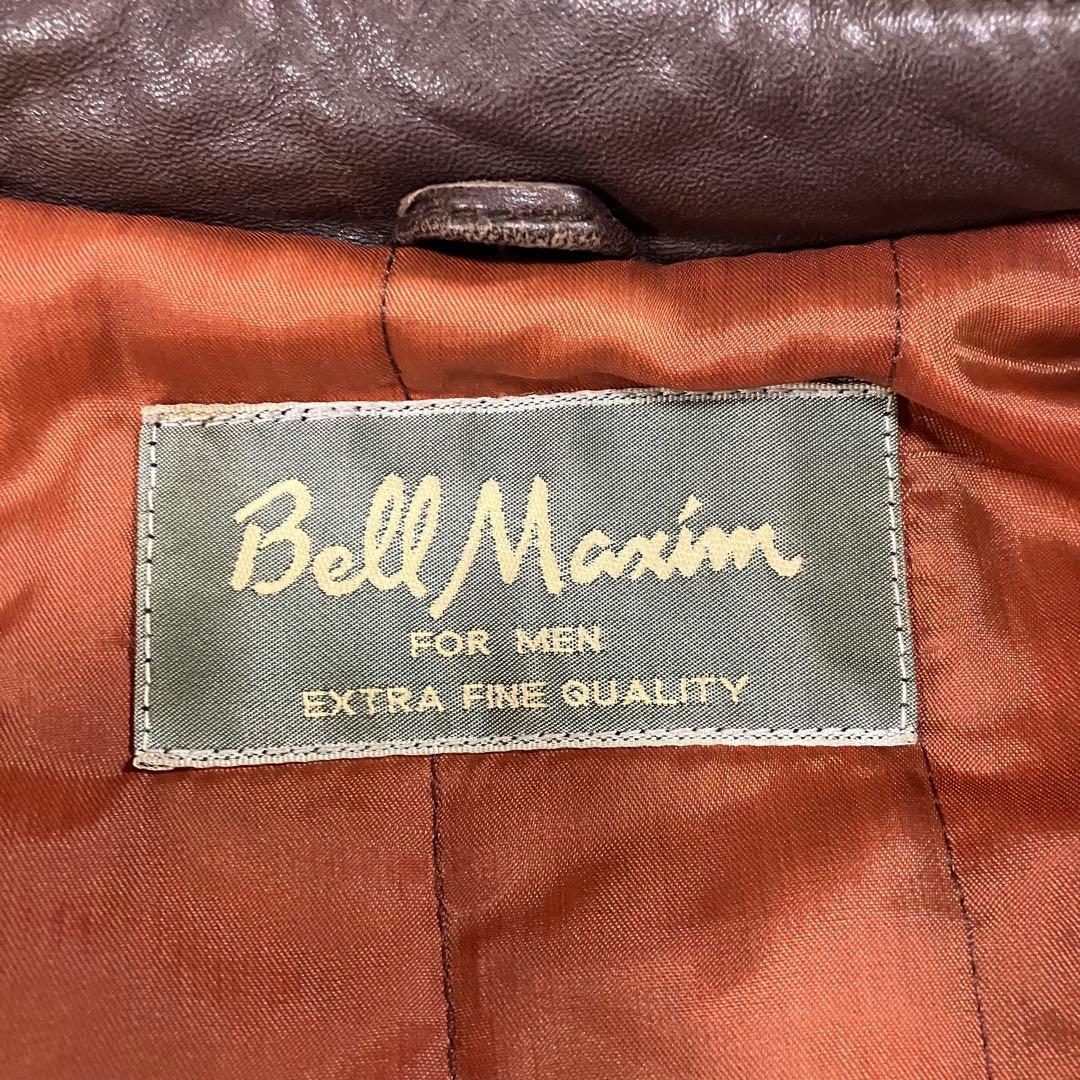 Bell Maxim
FOR MEN
EXTRA FINE QUALITY